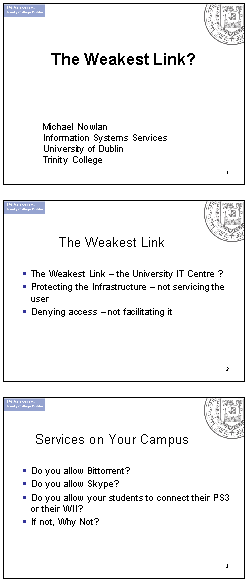 The Weakest Link?
Michael Nowlan
Information Systems Services
University of Dublin
Trinity College
1
The Weakest Link
The Weakest Link – the University IT Centre ?
Protecting the Infrastructure – not servicing the
user
Denying access – not facilitating it
2
Services on Your Campus
Do you allow Bittorrent?
Do you allow Skype?
Do you allow your students to connect their PS3
or their WII?
If not, Why Not?
3